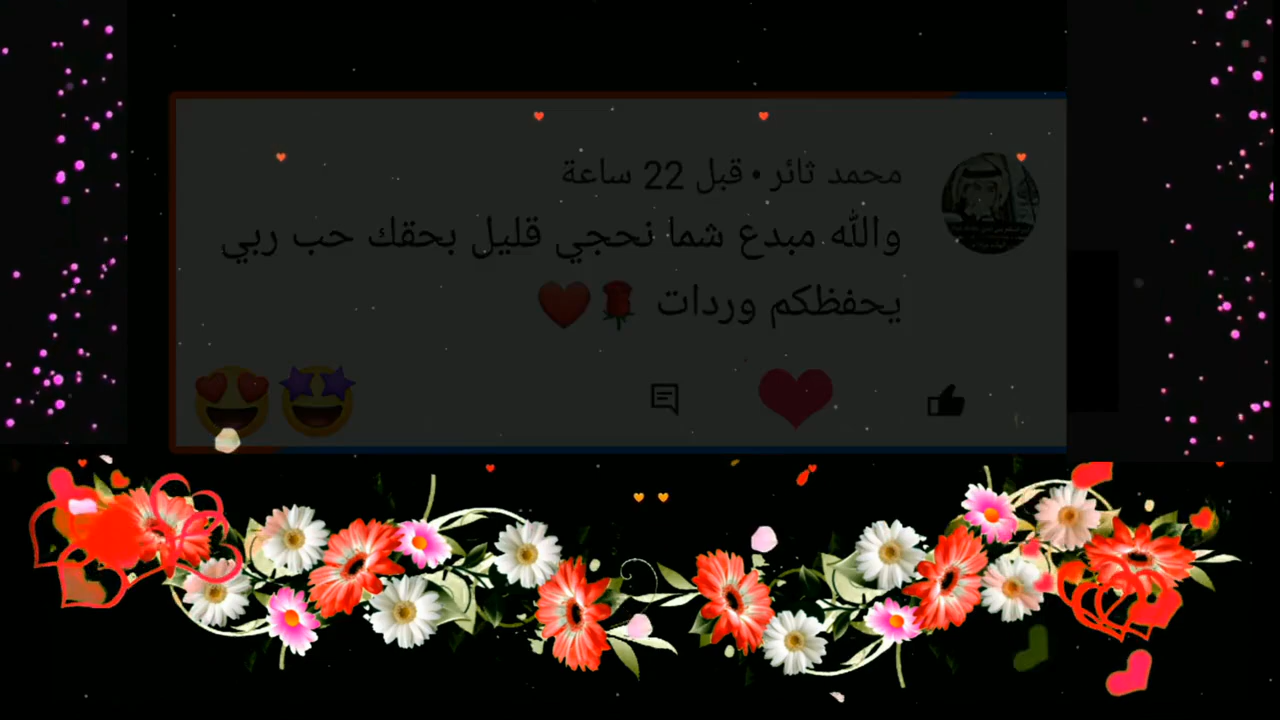 محمد ثائر • قبل 22 ساعة
والله مبدع شما نحجي قليل بحقك حب ربي
يحفظكم وردات 🌹❤️